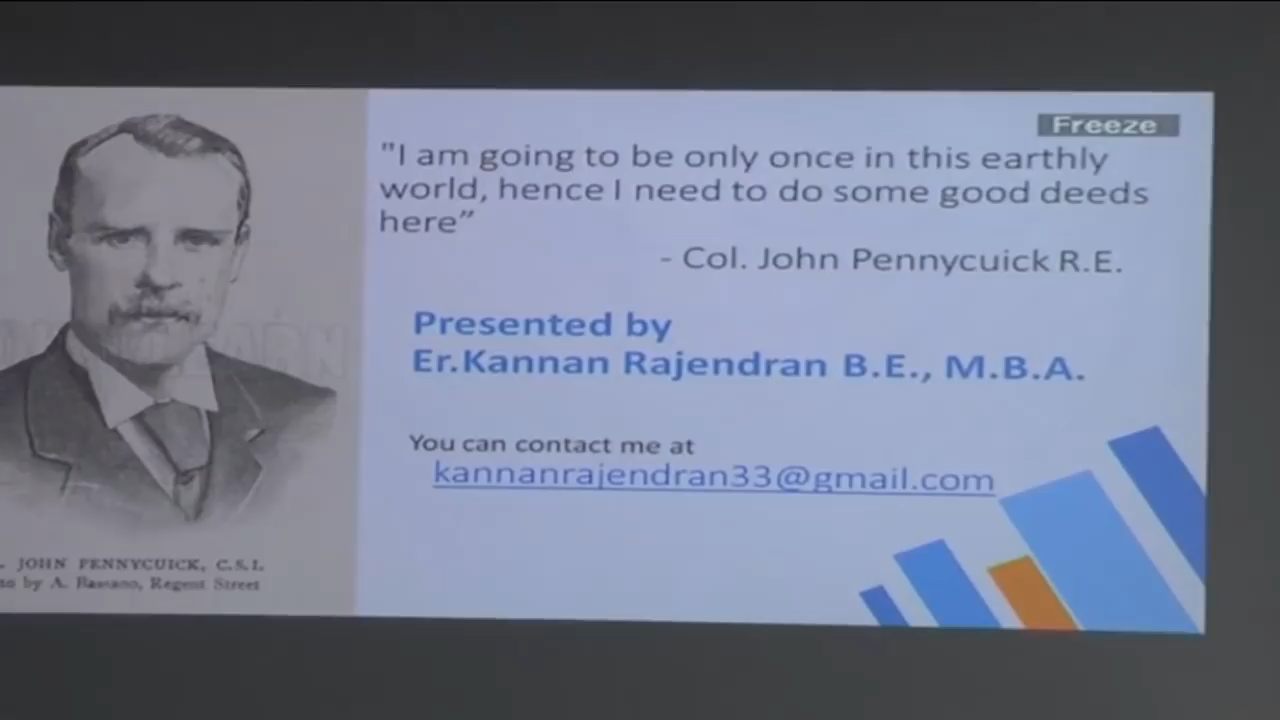 Freeze
"I am going to be only once in this earthly
world, hence I need to do some good deeds
here”
- Col. John Pennycuick R.E.
Presented by
Er.Kannan Rajendran B.E., M.B.A.
You can contact me at
kannanrajendran33@gmail.com
. JOHN PENNYCUICK, C.S.I.
by A. Bassano, Regent Street